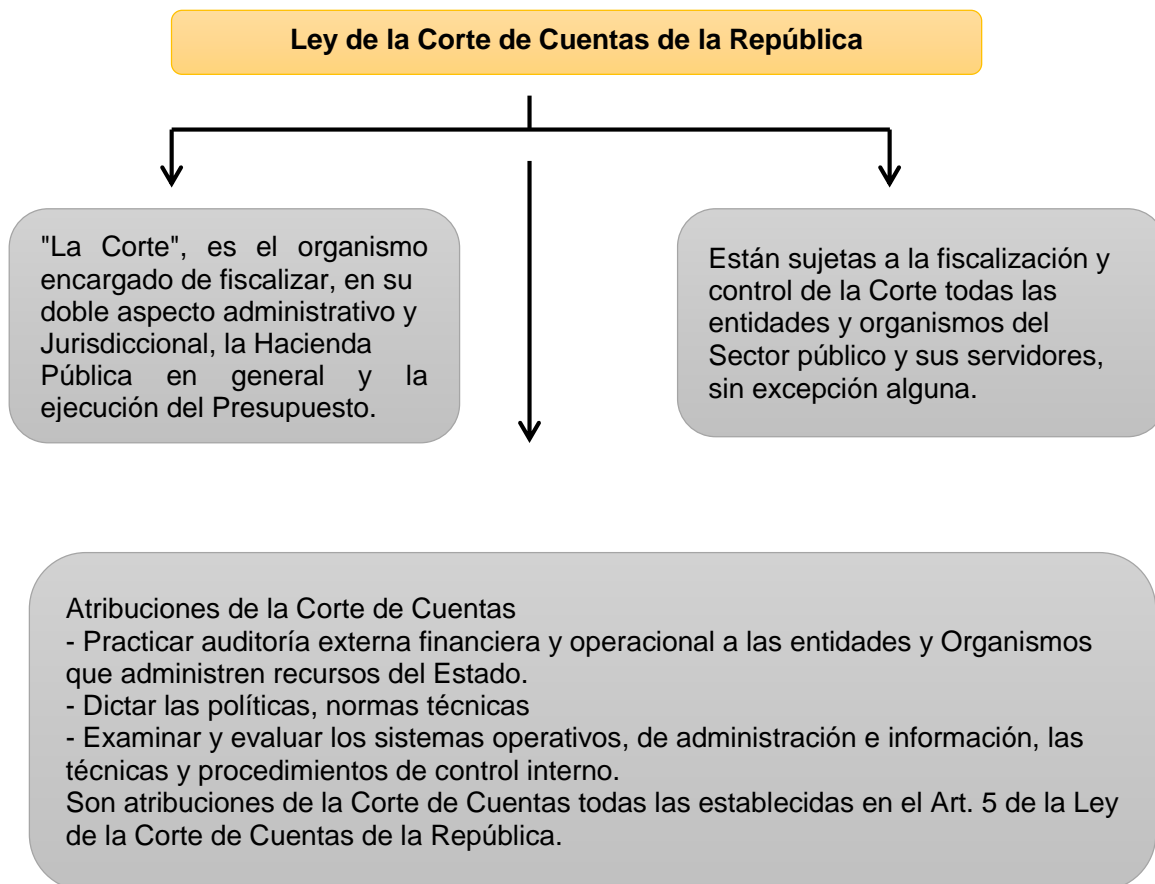 Ley de la Corte de Cuentas de la República
"La Corte", es el organismo
encargado de fiscalizar, en su
doble aspecto administrativo y
Jurisdiccional, la Hacienda
Pública en general y la
ejecución del Presupuesto.
Están sujetas a la fiscalización y
control de la Corte todas las
entidades y organismos del
Sector público y sus servidores,
sin excepción alguna.
Atribuciones de la Corte de Cuentas
- Practicar auditoría externa financiera y operacional a las entidades y Organismos
que administren recursos del Estado.
- Dictar las políticas, normas técnicas
- Examinar y evaluar los sistemas operativos, de administración e información, las
técnicas y procedimientos de control interno.
Son atribuciones de la Corte de Cuentas todas las establecidas en el Art. 5 de la Ley
de la Corte de Cuentas de la República.